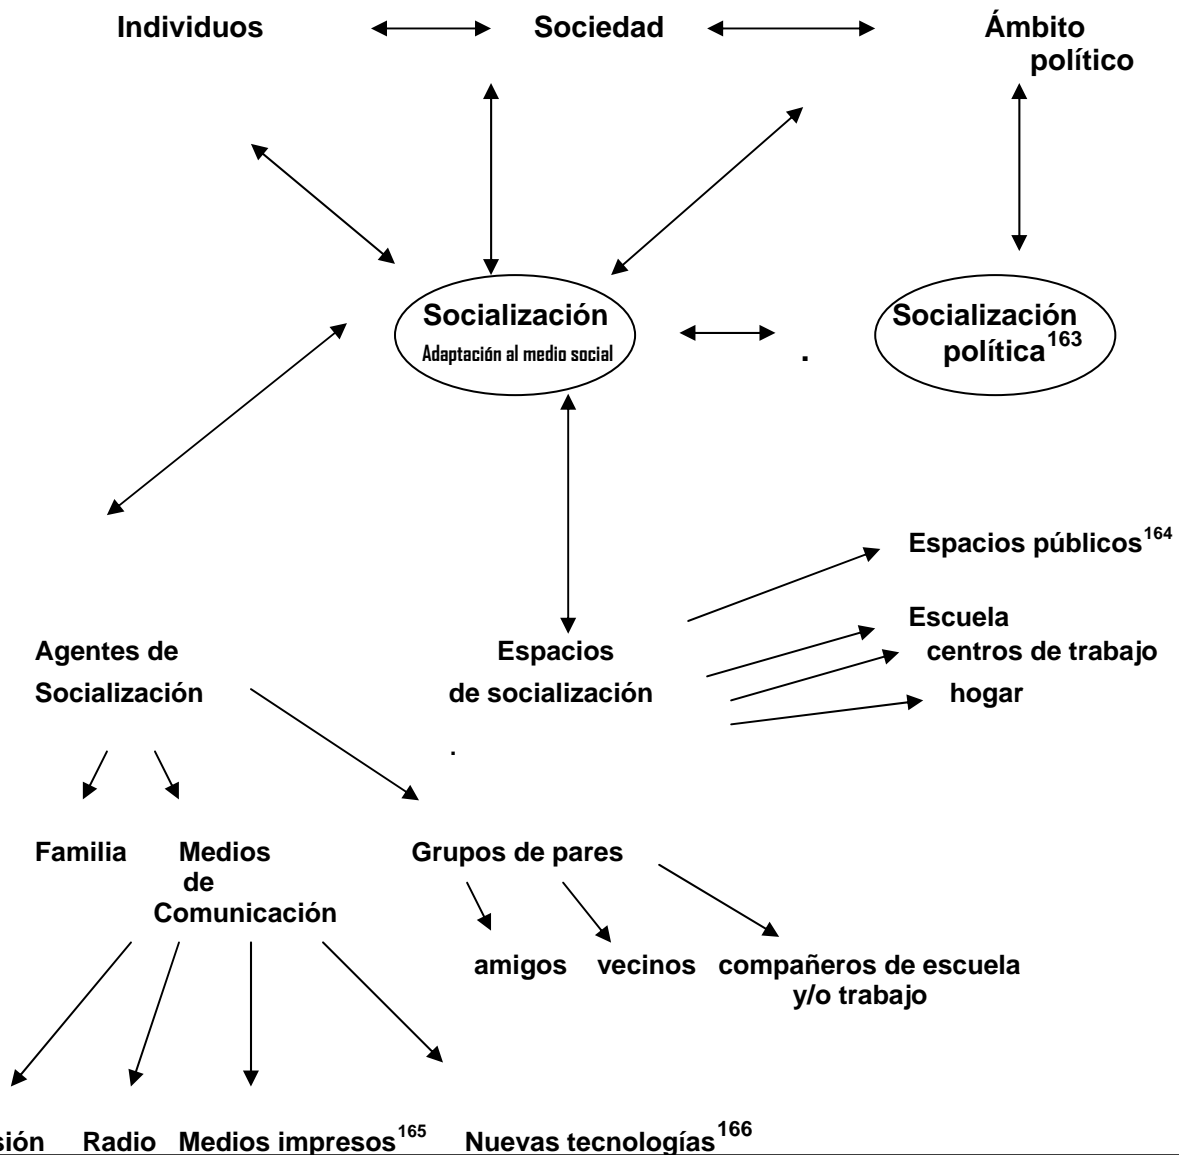 Individuos Sociedad Ámbito
político
Socialización
Adaptación al medio social
.
Socialización
política163
Espacios públicos164
Escuela
centros de trabajo
hogar
Agentes de
Socialización
Espacios
de socialización
.
Familia Medios
de
Comunicación
Grupos de pares
amigos vecinos compañeros de escuela
y/o trabajo
sión Radio Medios impresos165 Nuevas tecnologías166